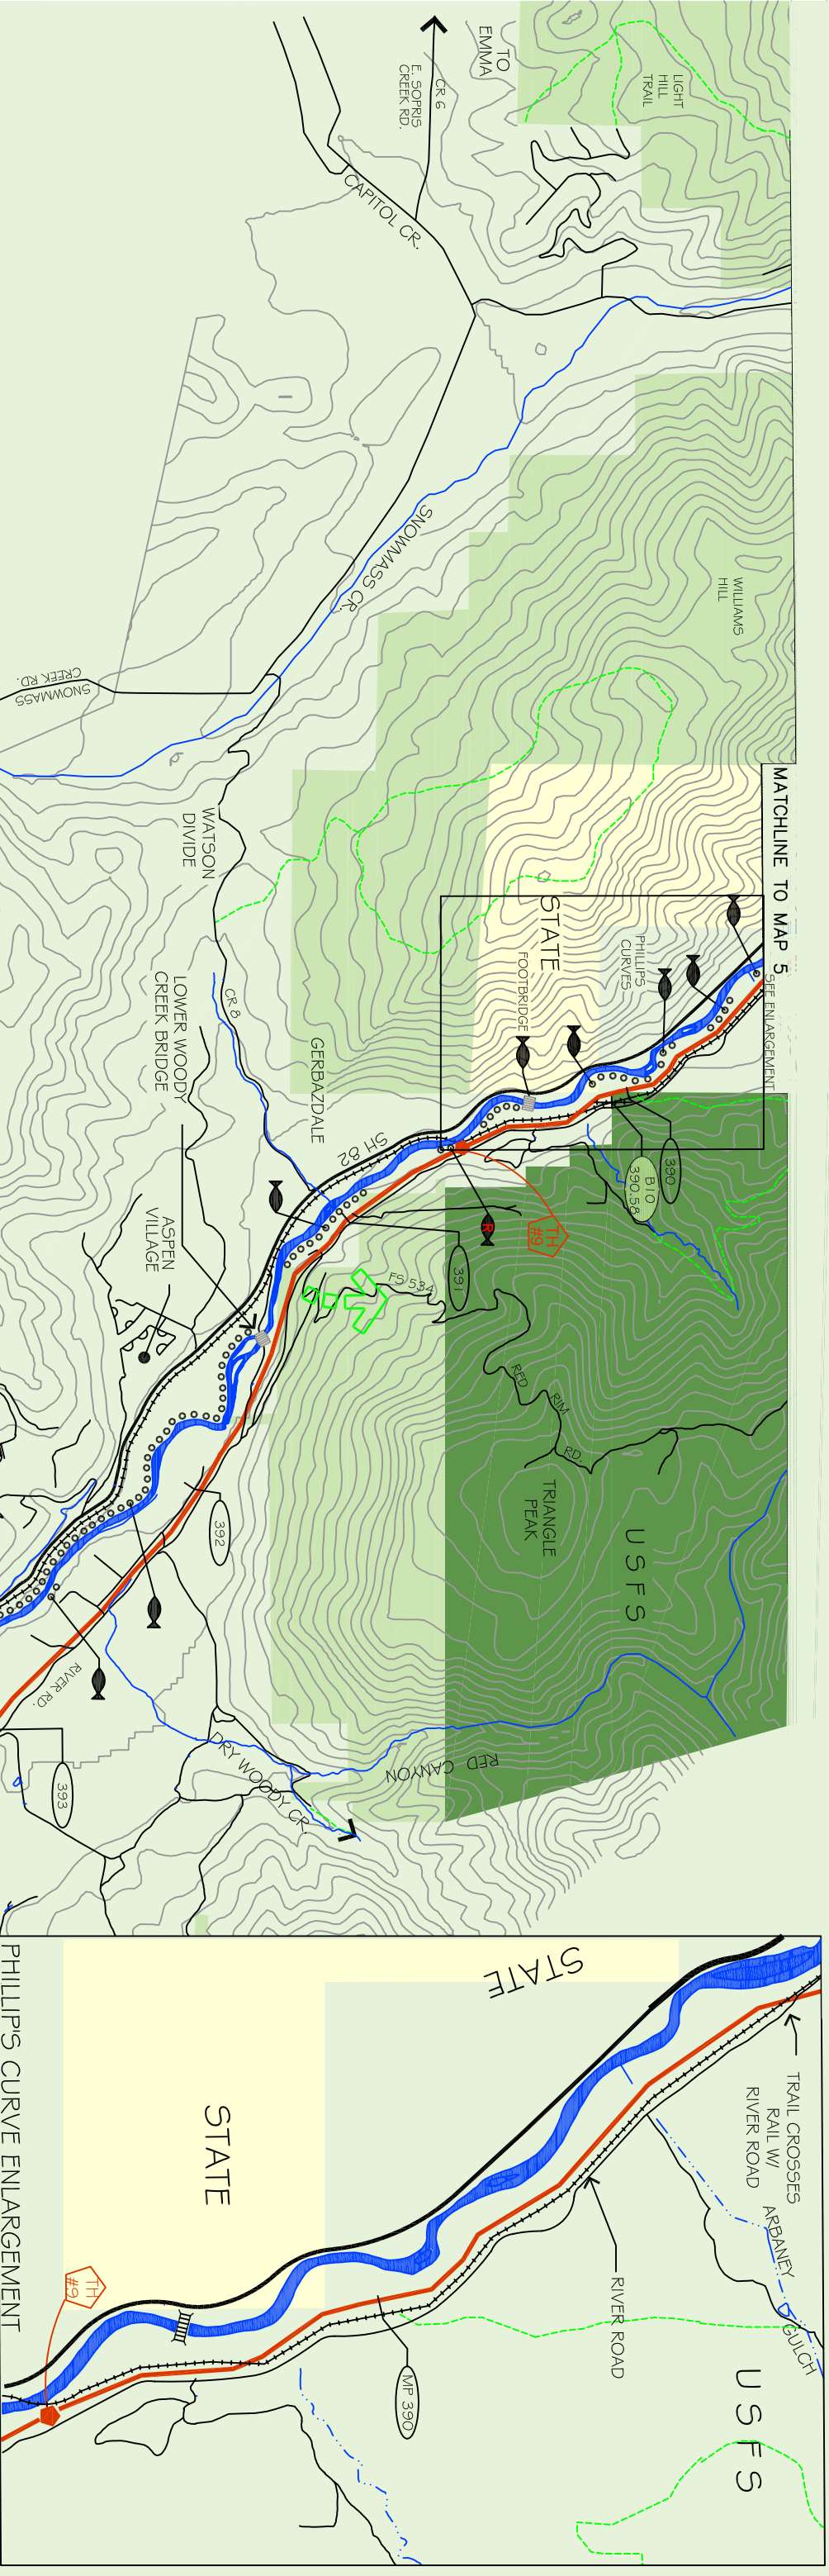 TO
EMMA
CR 6
E. SOPRIS
CREEK RD.
LIGHT
HILL
TRAIL
CAPITOL CR.
SNOWMASS CR.
WILLIAMS
HILL
SNOWMASS
CREEK RD.
MATCHLINE TO MAP 5
SEE ENLARGEMENT
WATSON
DIVIDE
STATE
PHILLIPS
CURVES
FOOTBRIDGE
CR 8
LOWER WOODY
CREEK BRIDGE
GERBAZDALE
SH 82
390
B10
390.58
TH
#9
R
391
ASPEN
VILLAGE
FS 534
RED
RIM
RD.
TRIANGLE
PEAK
USFS
392
RIVER RD.
RED CANYON
DRY WOODY CR.
393
PHILLIP'S CURVE ENLARGEMENT
STATE
STATE
TRAIL CROSSES
RAIL W/
RIVER ROAD
ARBANEY
GULCH
RIVER ROAD
TH
#9
MP 390
USFS